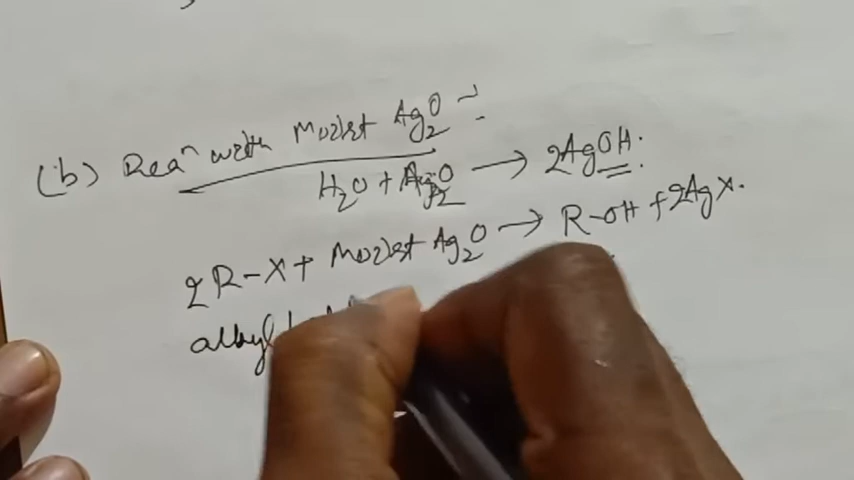 (b) Reaⁿ with Moist Ag₂O :-
H₂O + Ag₂O → 2AgOH.
2R-X + Moist Ag₂O → R-OH + 2AgX.
alkyl